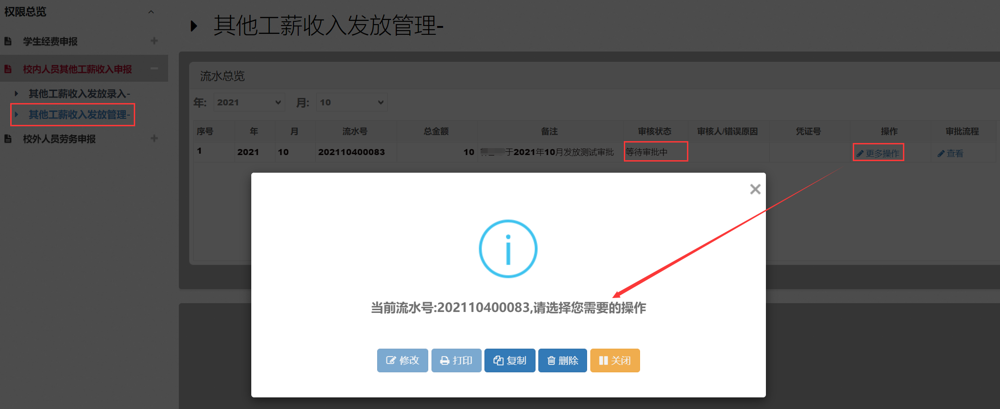 权限总览
学生经费申报
校内人员其他工薪收入申报
其他工薪收入发放录入-
其他工薪收入发放管理-
校外人员劳务申报
其他工薪收入发放管理-
流水总览
年: 2021 月: 10
序号 年 月 流水号 总金额 备注 审核状态 审核人/错误原因 凭证号 操作 审批流程
1 2021 10 202110400083 10 于2021年10月发放测试审批 等待审批中 更多操作 查看
当前流水号:202110400083,请选择您需要的操作
修改 打印 复制 删除 关闭